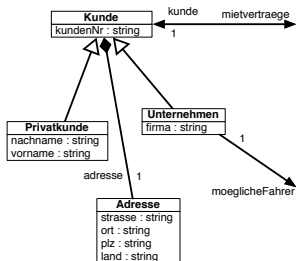 Kunde
kundenNr : string
kunde
1
mietvertraege
Privatkunde
nachname : string
vorname : string
Unternehmen
firma : string
1
adresse
1
moeglicheFahrer
Adresse
strasse : string
ort : string
plz : string
land : string